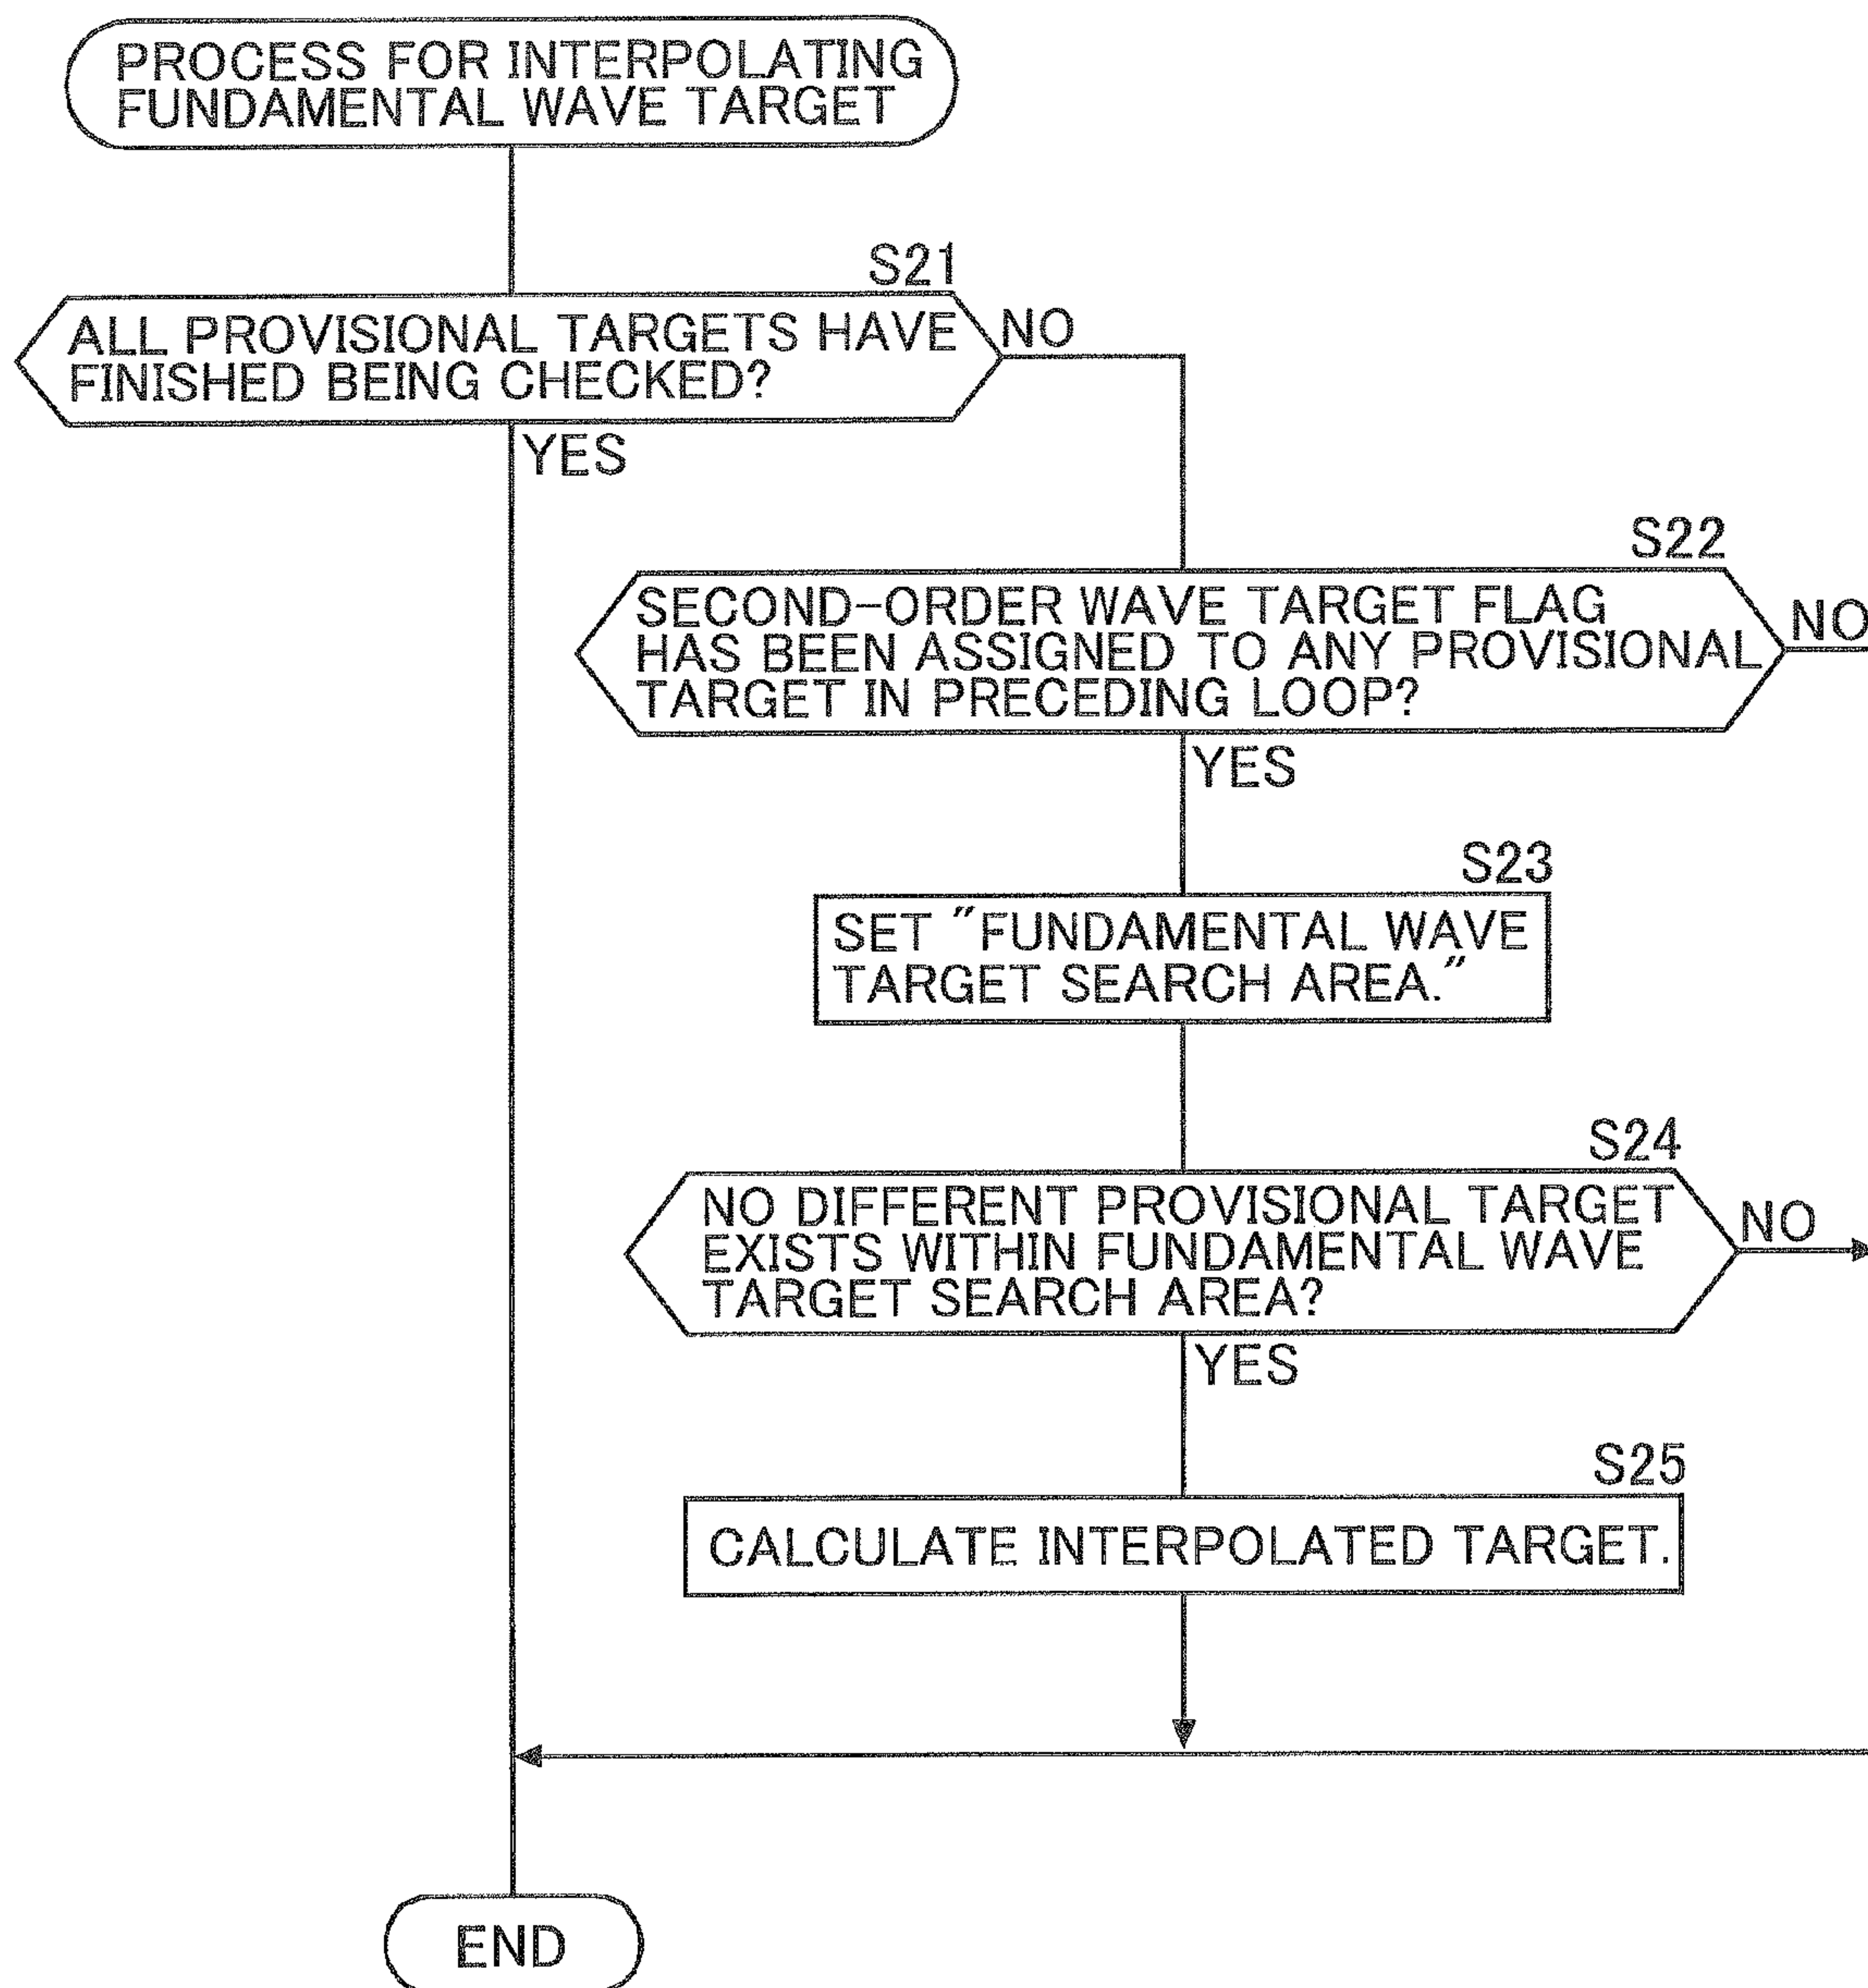 PROCESS FOR INTERPOLATING
FUNDAMENTAL WAVE TARGET
S21
ALL PROVISIONAL TARGETS HAVE
FINISHED BEING CHECKED?
NO
YES
S22
SECOND-ORDER WAVE TARGET FLAG
HAS BEEN ASSIGNED TO ANY PROVISIONAL
TARGET IN PRECEDING LOOP?
NO
YES
S23
SET "FUNDAMENTAL WAVE
TARGET SEARCH AREA."
S24
NO DIFFERENT PROVISIONAL TARGET
EXISTS WITHIN FUNDAMENTAL WAVE
TARGET SEARCH AREA?
NO
YES
S25
CALCULATE INTERPOLATED TARGET.
END